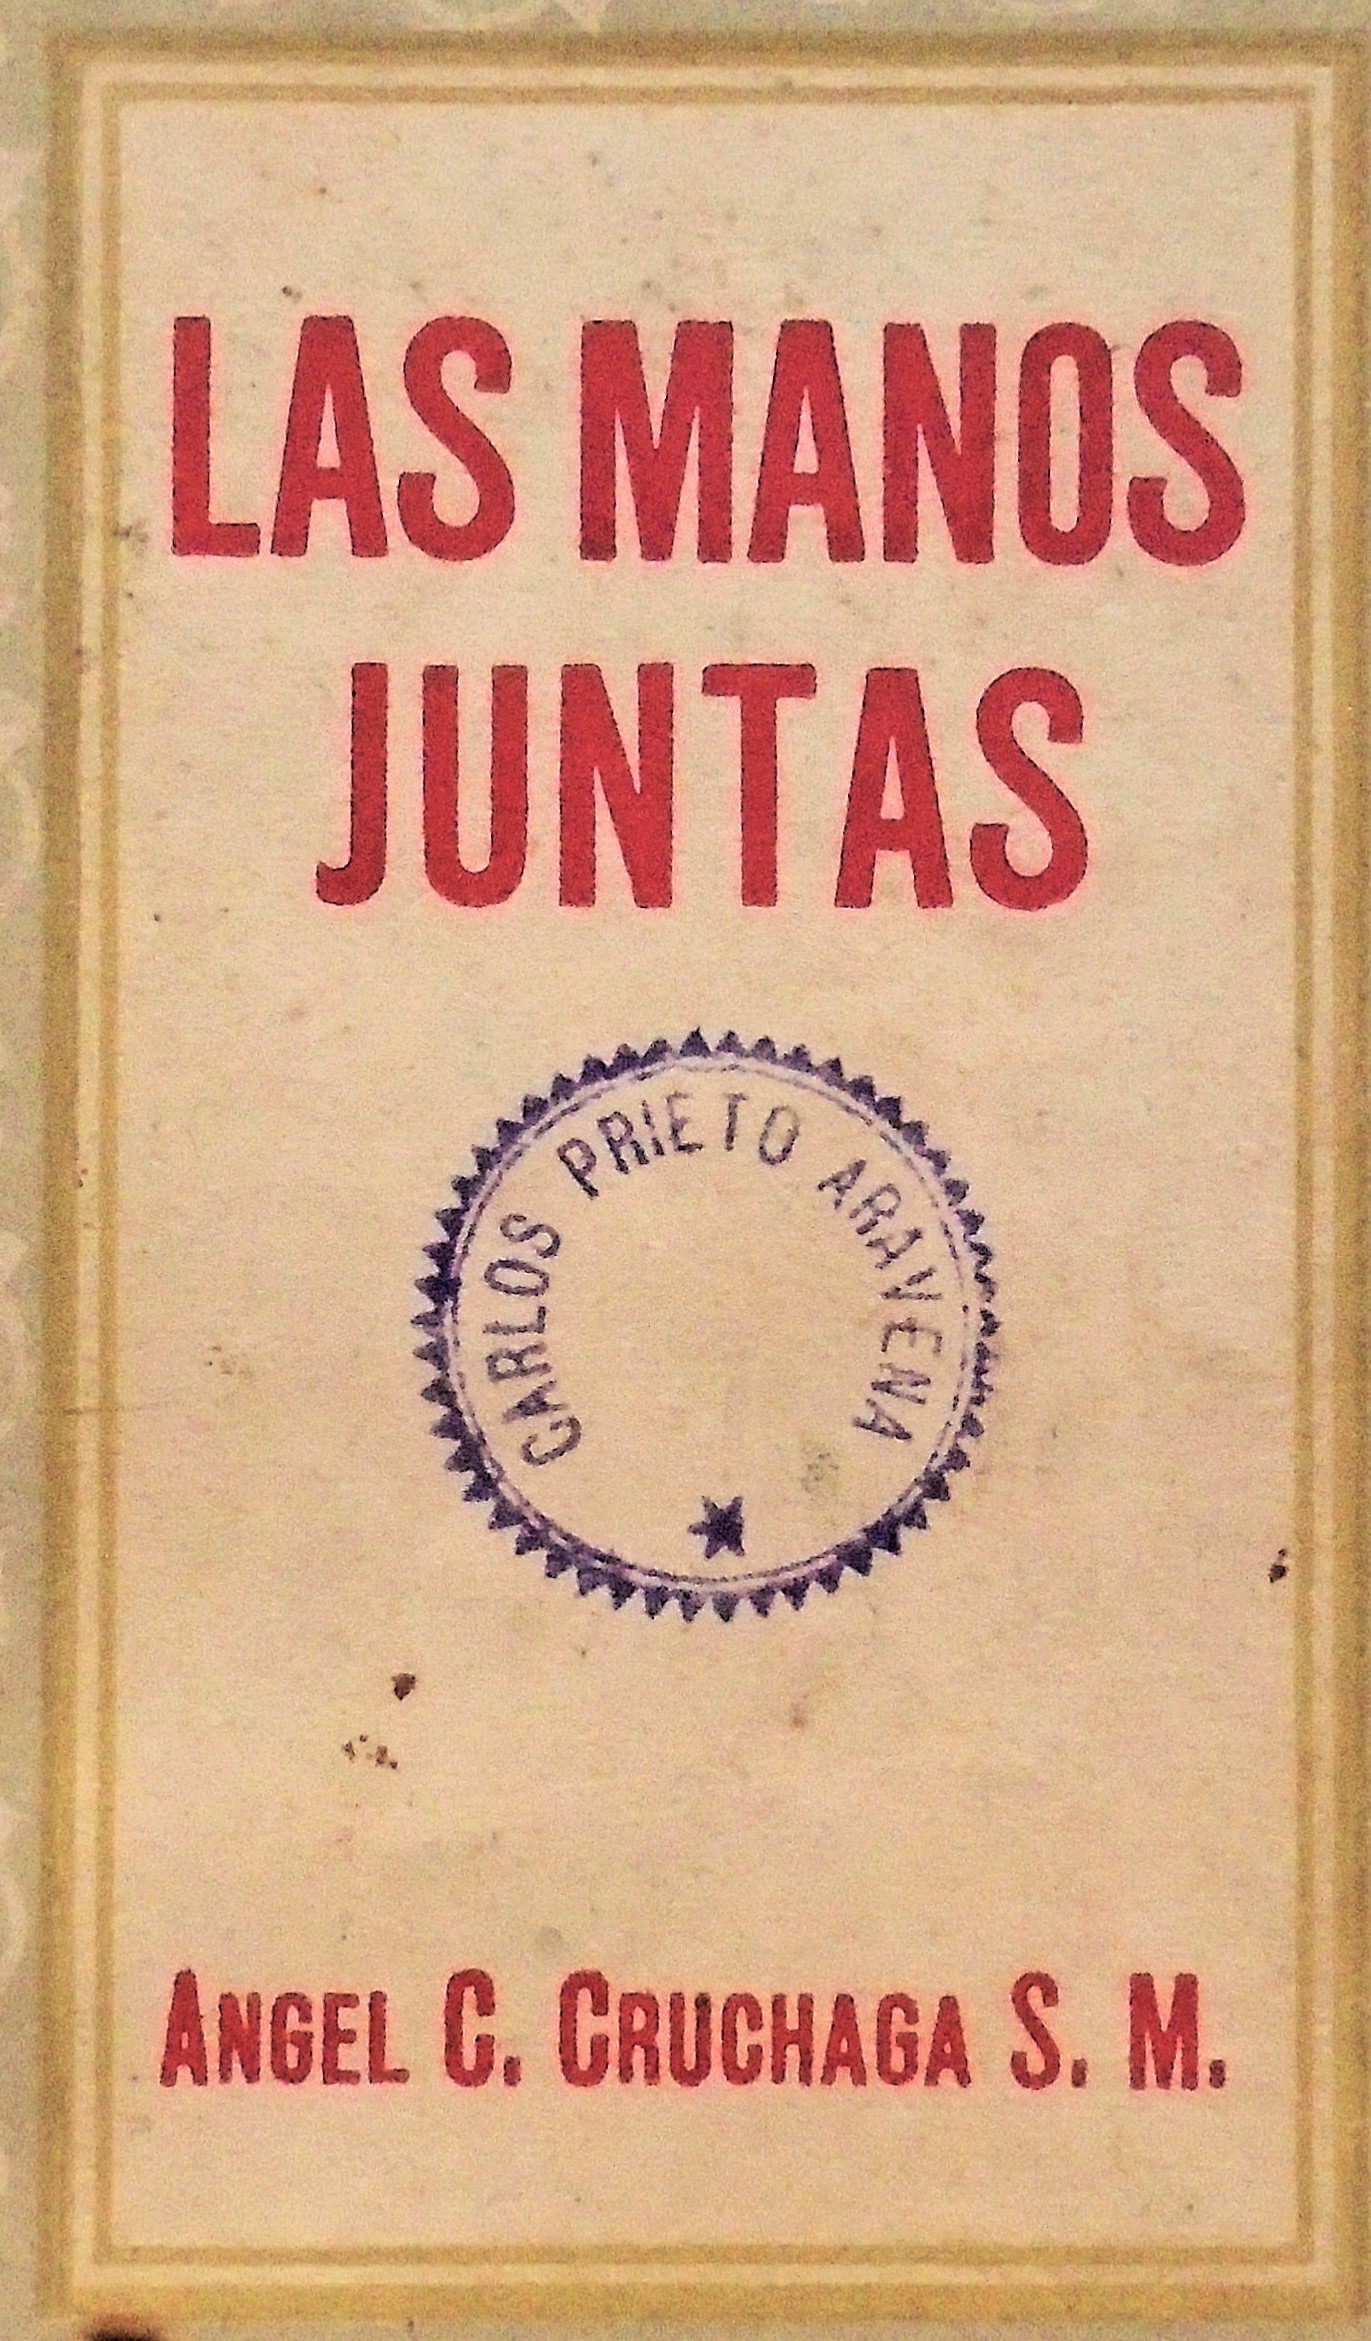 LAS MANOS
JUNTAS
CARLOS PRIETO ARAVENA
ANGEL C. CRUCHAGA S. M.